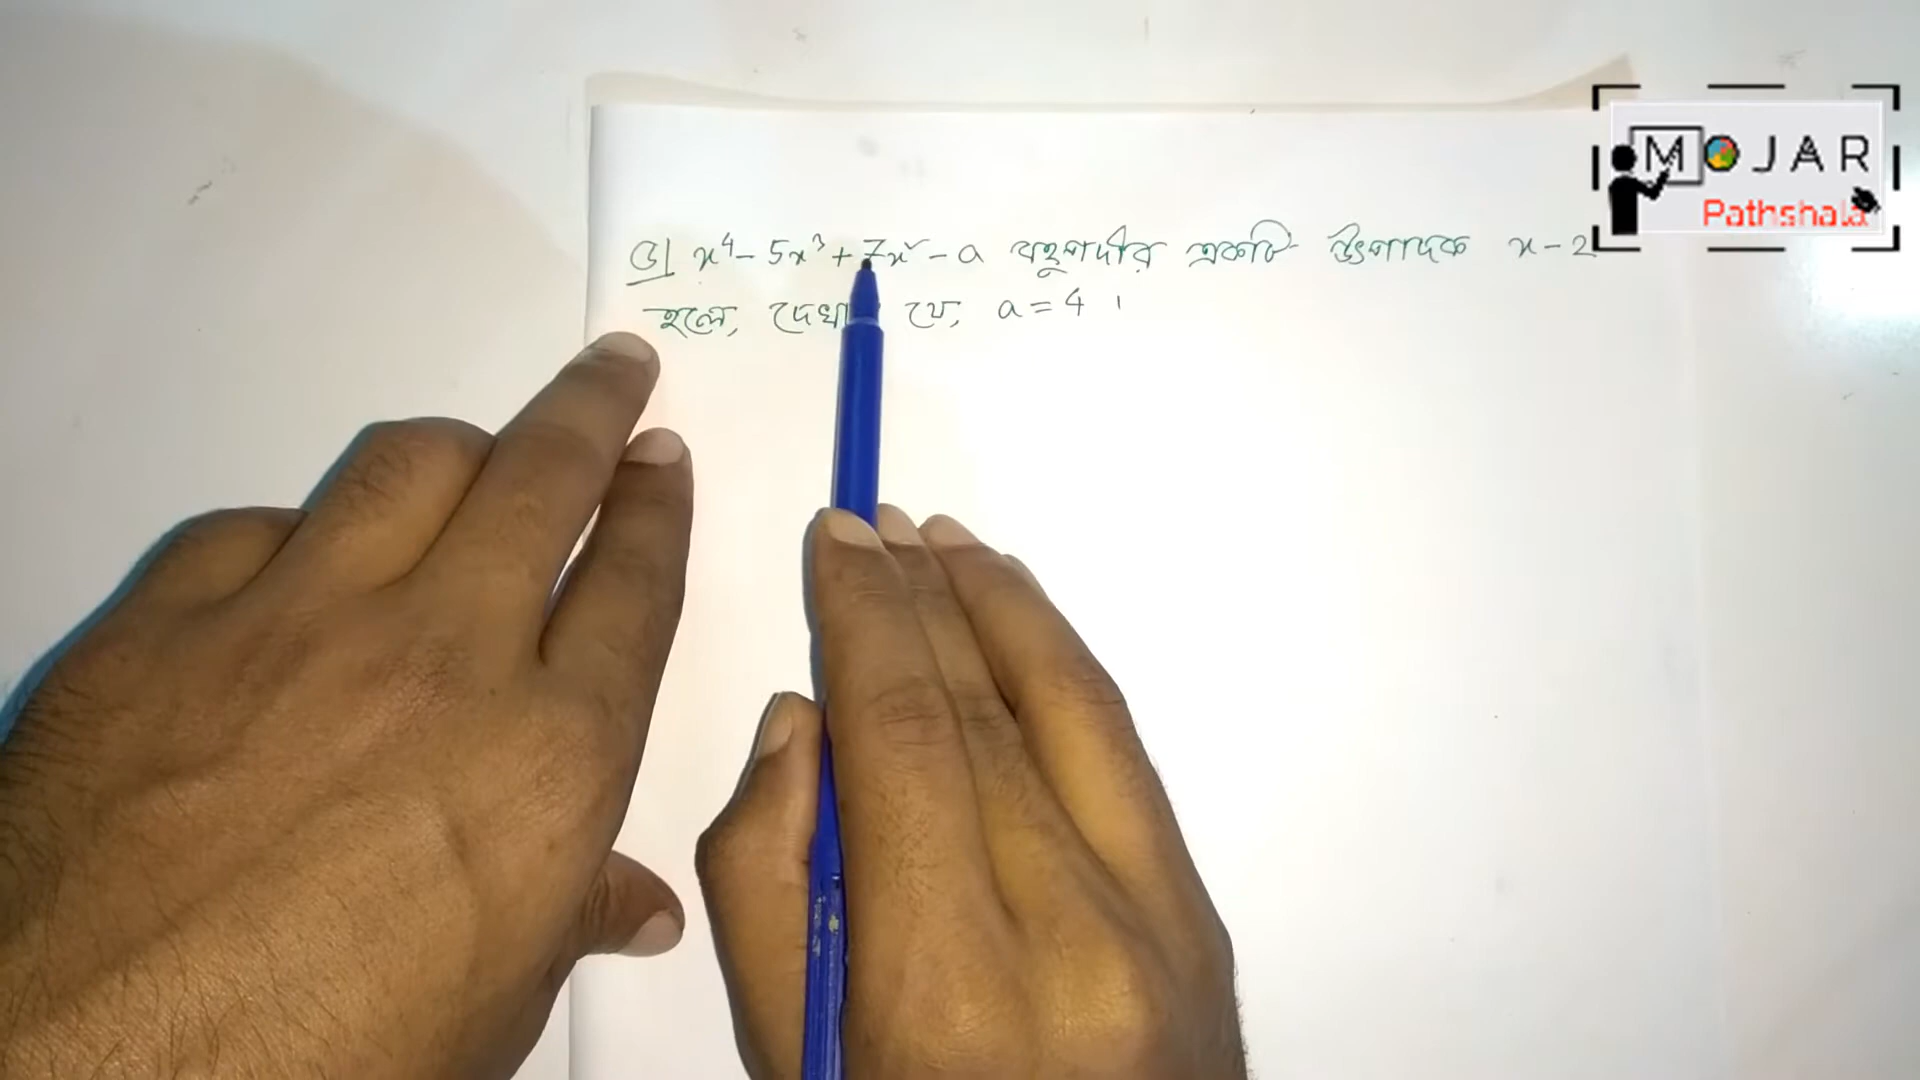 ৩। x⁴ - 5x³ + 7x² - a বহুপদীর একটি উৎপাদক x - 2
হলে, দেখা যে, a = 4 ।
MOJAR
Pathshala